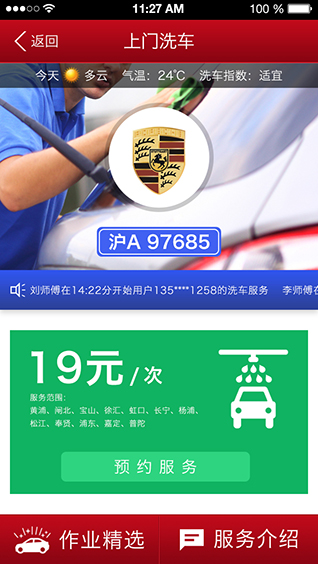 11:27 AM
100 %
返回
上门洗车
今天 多云 气温：24℃ 洗车指数：适宜
沪A 97685
刘师傅在14:22分开始用户135****1258的洗车服务 李师傅在
19元 / 次
服务范围：
黄浦、闸北、宝山、徐汇、虹口、长宁、杨浦、
松江、奉贤、浦东、嘉定、普陀
预约服务
作业精选
服务介绍